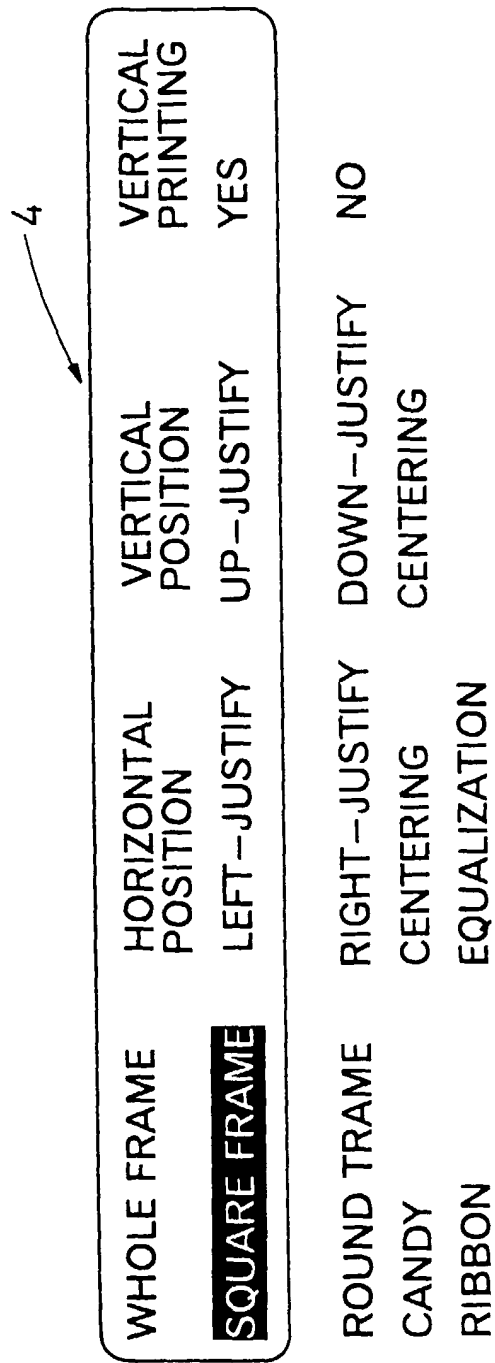 4
WHOLE FRAME HORIZONTAL POSITION VERTICAL POSITION VERTICAL PRINTING
SQUARE FRAME LEFT-JUSTIFY UP-JUSTIFY YES
ROUND TRAME RIGHT-JUSTIFY DOWN-JUSTIFY NO
CANDY CENTERING CENTERING
RIBBON EQUALIZATION